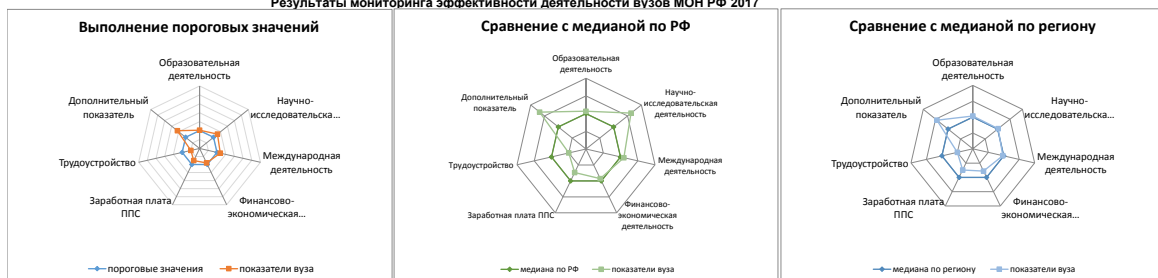 Результаты мониторинга эффективности деятельности вузов МОН РФ 2017
Выполнение пороговых значений
Образовательная
деятельность
Научно-
исследовательска...
Международная
деятельность
Финансово-
экономическая...
Заработная плата
ППС
Трудоустройство
Дополнительный
показатель
пороговые значения
показатели вуза
Сравнение с медианой по РФ
Образовательная
деятельность
Научно-
исследовательская
деятельность
Международная
деятельность
Финансово-
экономическая
деятельность
Заработная плата ППС
Трудоустройство
Дополнительный
показатель
медиана по РФ
показатели вуза
Сравнение с медианой по региону
Образовательная
деятельность
Научно-
исследовательска...
Международная
деятельность
Финансово-
экономическая...
Заработная плата
ППС
Трудоустройство
Дополнительный
показатель
медиана по региону
показатели вуза